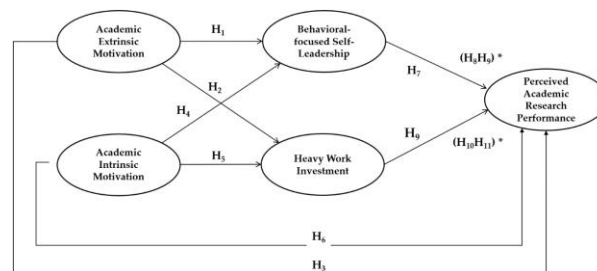 Academic
Extrinsic
Motivation
H₁
Behavioral-
focused Self-
Leadership
(H₈H₉) *
H₇
H₂
H₄
Perceived
Academic
Research
Performance
Academic
Intrinsic
Motivation
H₅
Heavy Work
Investment
H₉
(H₁₀H₁₁) *
H₆
H₃